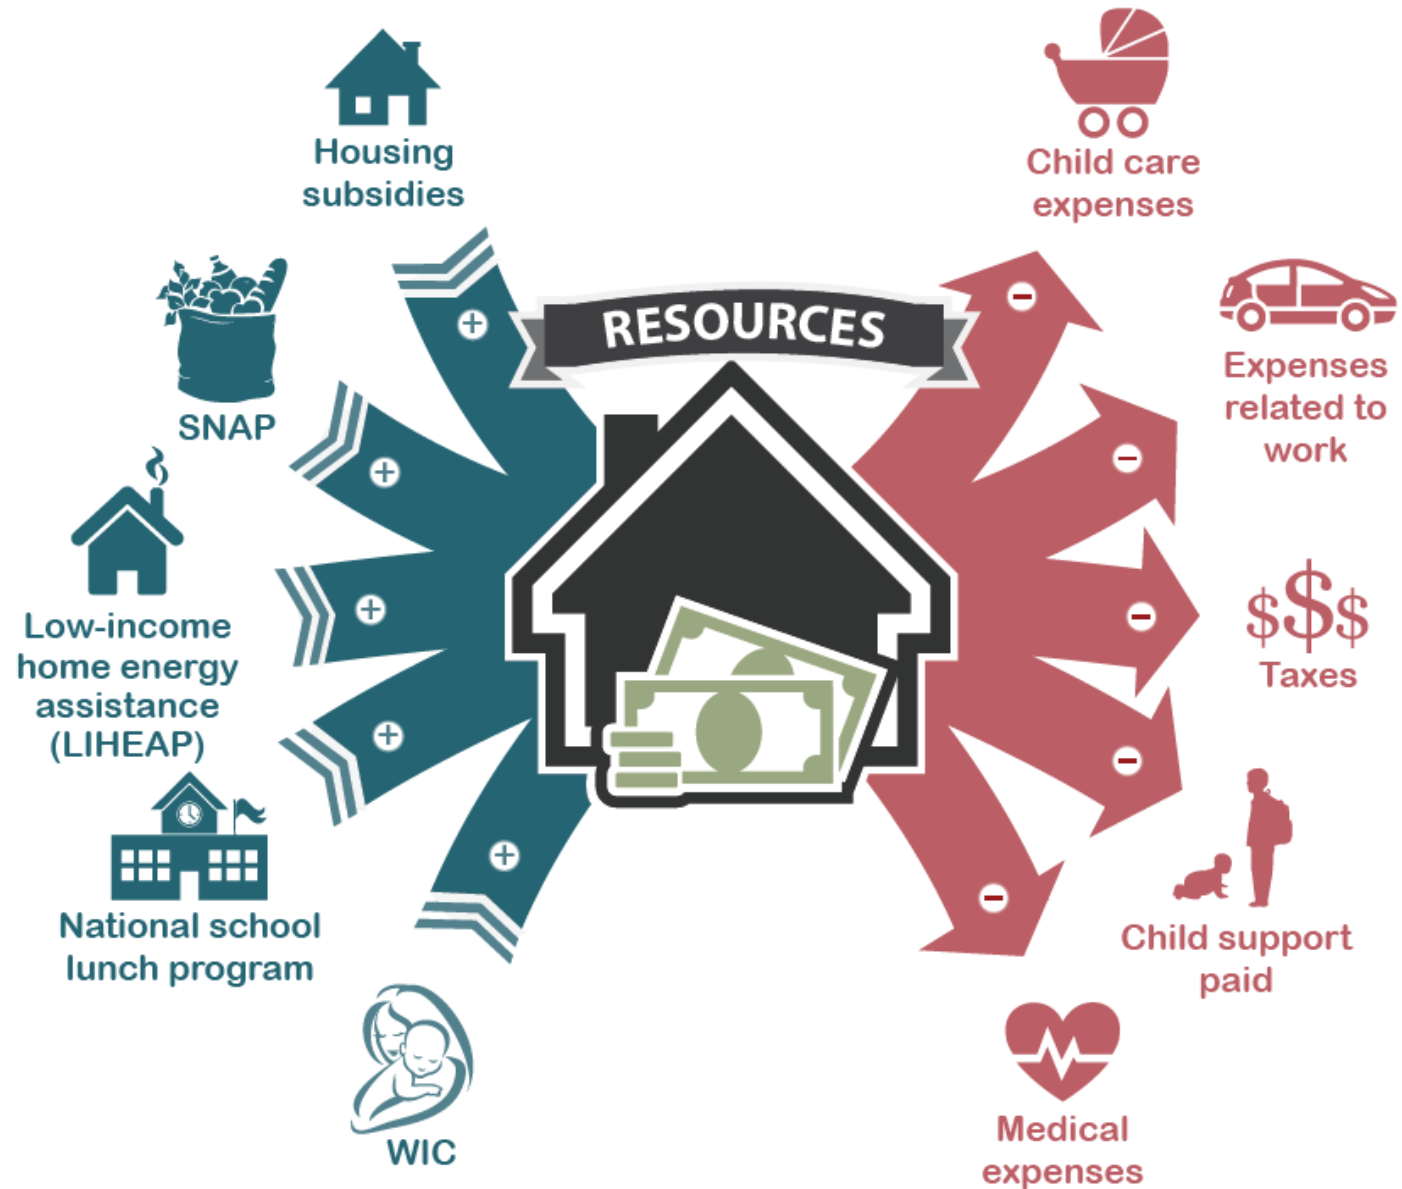 Housing
subsidies
SNAP
Low-income
home energy
assistance
(LIHEAP)
National school
lunch program
WIC
RESOURCES
Child care
expenses
Expenses
related to
work
$$$
Taxes
Child support
paid
Medical
expenses